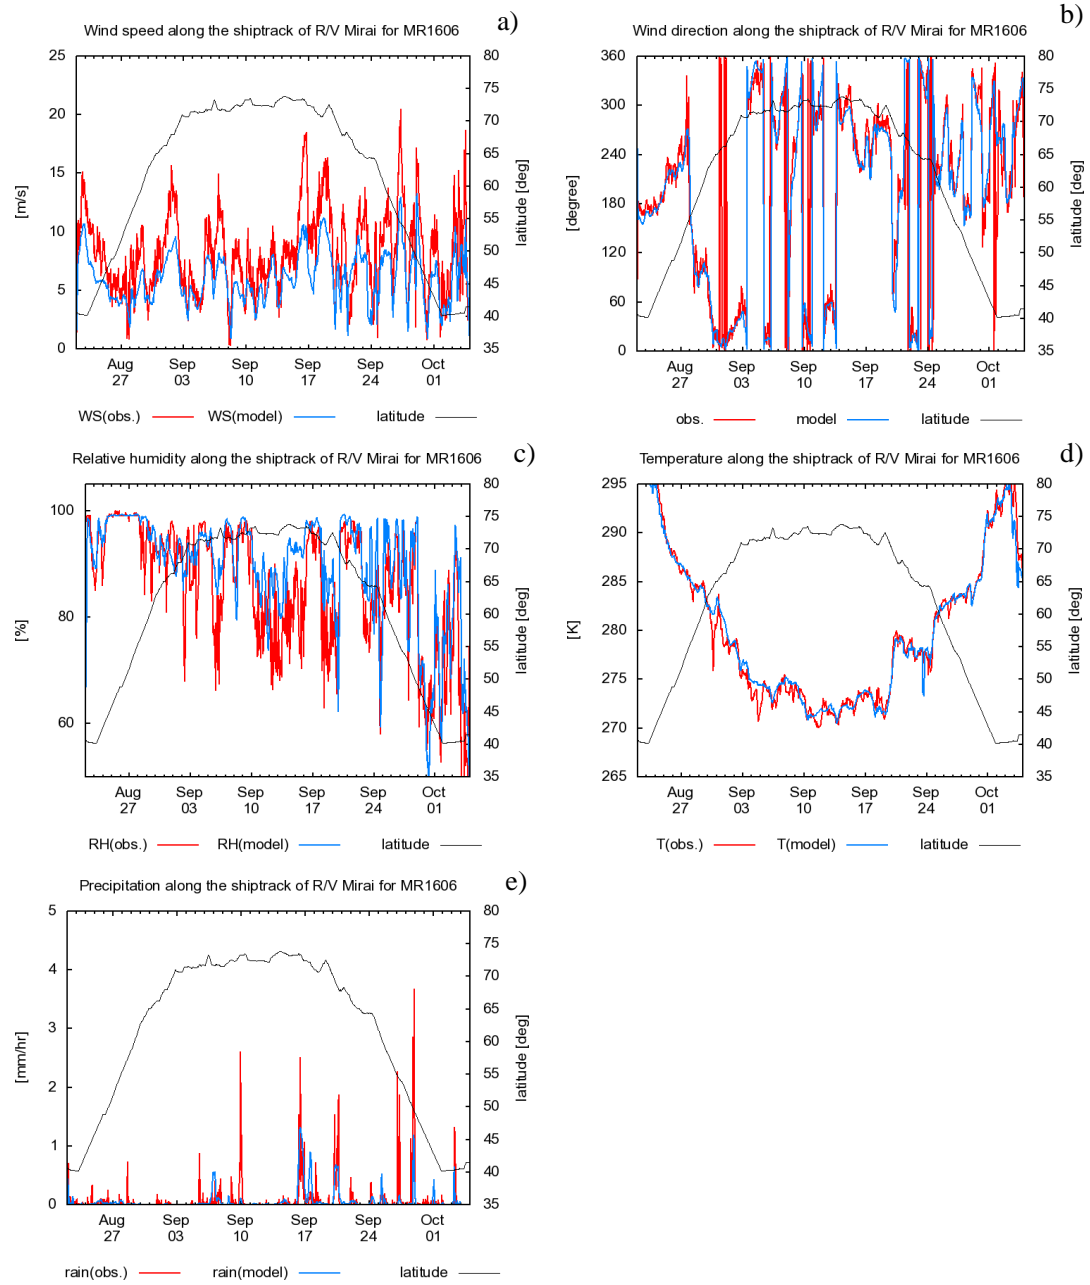 a)
Wind speed along the shiptrack of R/V Mirai for MR1606
25
20
15
10
5
0
[m/s]
80
75
70
65
60
55
50
45
40
35
latitude [deg]
Aug 27
Sep 03
Sep 10
Sep 17
Sep 24
Oct 01
WS(obs.) WS(model) latitude
b)
Wind direction along the shiptrack of R/V Mirai for MR1606
360
300
240
180
120
60
0
[degree]
80
75
70
65
60
55
50
45
40
35
latitude [deg]
Aug 27
Sep 03
Sep 10
Sep 17
Sep 24
Oct 01
obs. model latitude
c)
Relative humidity along the shiptrack of R/V Mirai for MR1606
100
80
60
[%]
80
75
70
65
60
55
50
45
40
35
latitude [deg]
Aug 27
Sep 03
Sep 10
Sep 17
Sep 24
Oct 01
RH(obs.) RH(model) latitude
d)
Temperature along the shiptrack of R/V Mirai for MR1606
295
290
285
280
275
270
265
[K]
80
75
70
65
60
55
50
45
40
35
latitude [deg]
Aug 27
Sep 03
Sep 10
Sep 17
Sep 24
Oct 01
T(obs.) T(model) latitude
e)
Precipitation along the shiptrack of R/V Mirai for MR1606
5
4
3
2
1
0
[mm/hr]
80
75
70
65
60
55
50
45
40
35
latitude [deg]
Aug 27
Sep 03
Sep 10
Sep 17
Sep 24
Oct 01
rain(obs.) rain(model) latitude